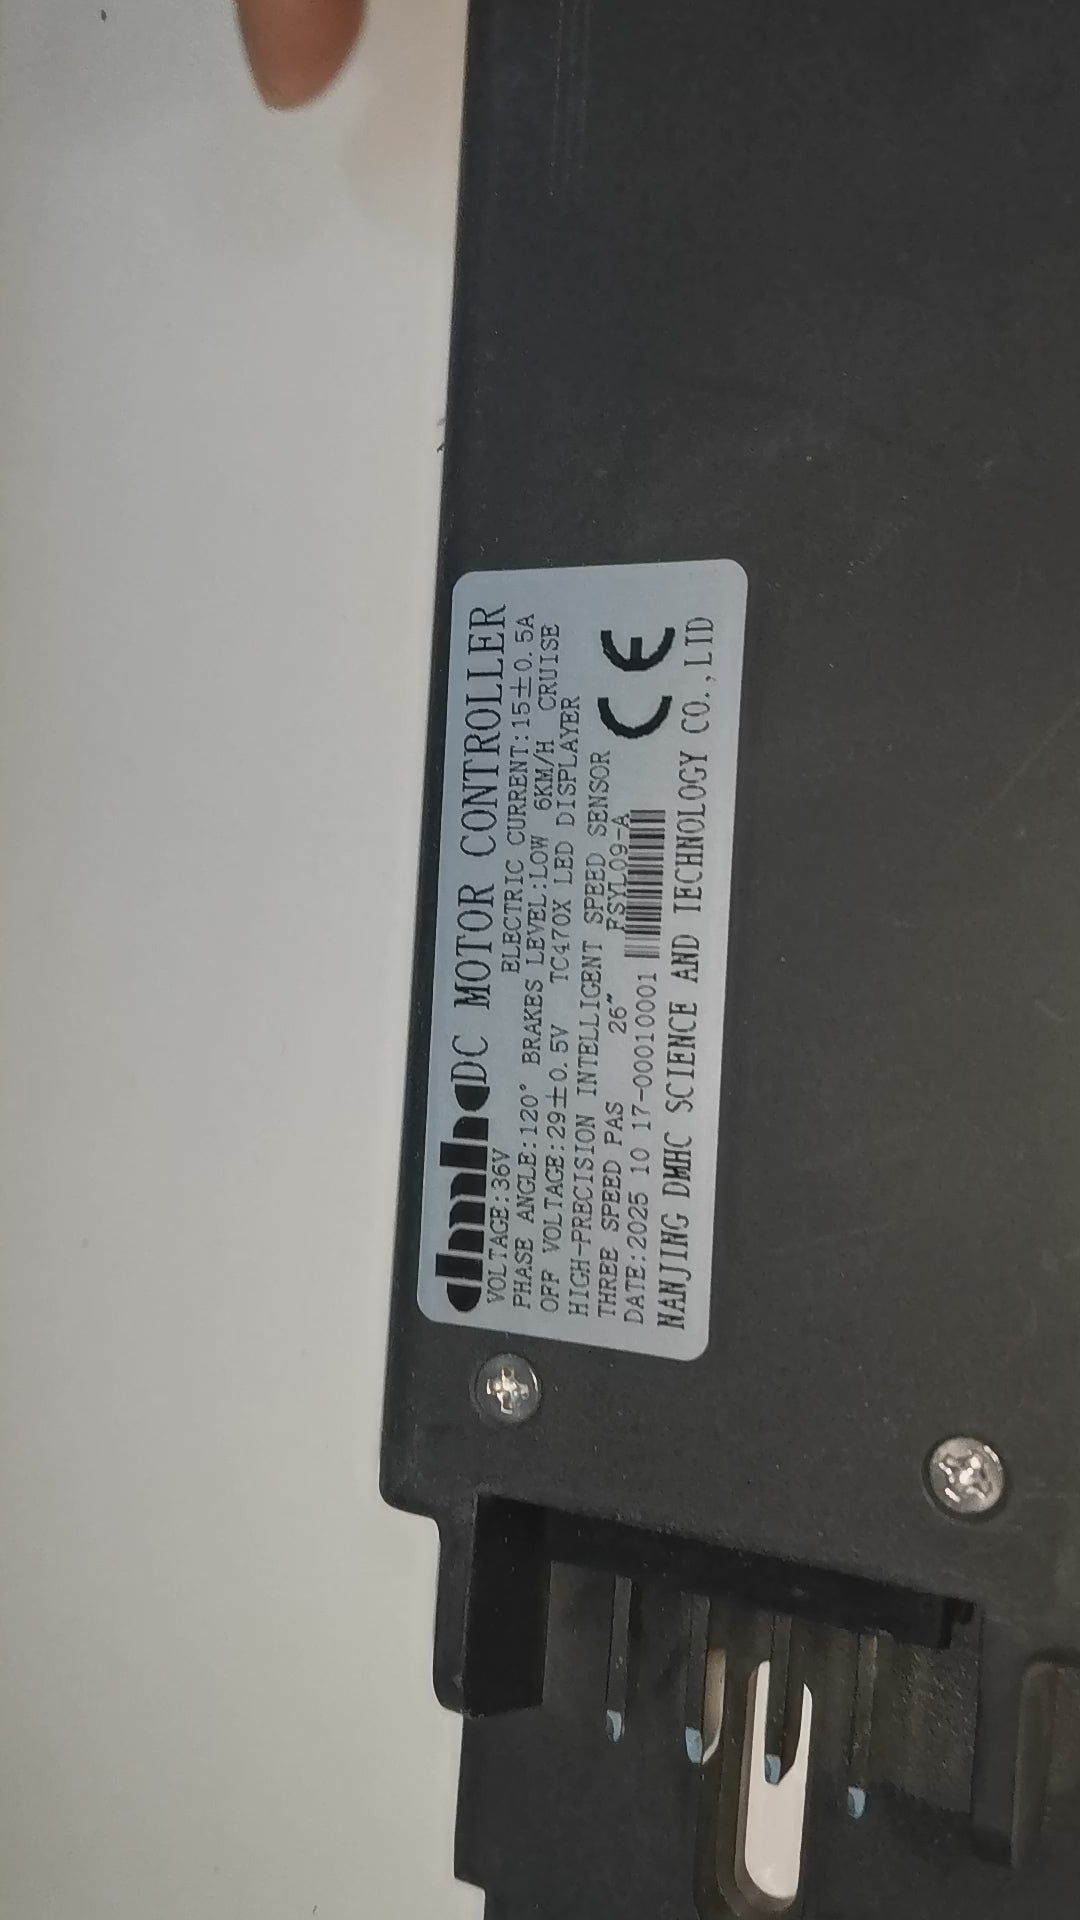 dmhc DC MOTOR CONTROLLER
VOLTAGE:36V ELECTRIC CURRENT:15±0.5A
PHASE ANGLE:120° BRAKES LEVEL:LOW 6KM/H CRUISE
OFF VOLTAGE:29±0.5V TC470X LED DISPLAYER
HIGH-PRECISION INTELLIGENT SPEED SENSOR
THREE SPEED PAS 26″ FSYL09-A
DATE:2025 10 17-00010001
CE
NANJING DMHC SCIENCE AND TECHNOLOGY CO.,LTD